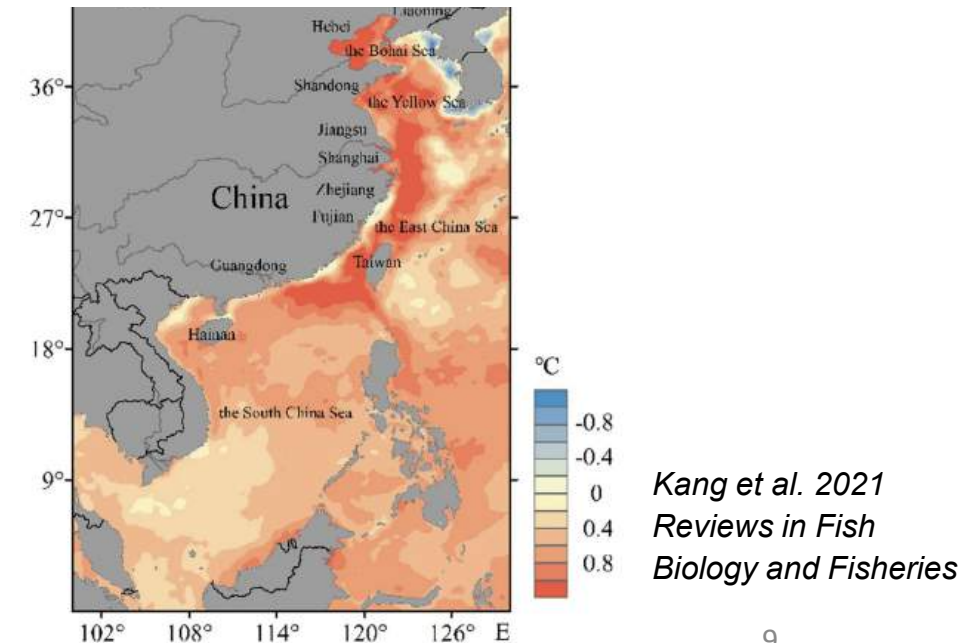 Liaoning
Hebei
the Bohai Sea
36°
Shandong
the Yellow Sea
Jiangsu
Shanghai
China
Zhejiang
27°
Fujian
the East China Sea
Guangdong
Taiwan
Hainan
18°
°C
the South China Sea
-0.8
-0.4
9°
0
0.4
0.8
Kang et al. 2021
Reviews in Fish
Biology and Fisheries
102° 108° 114° 120° 126° E
9